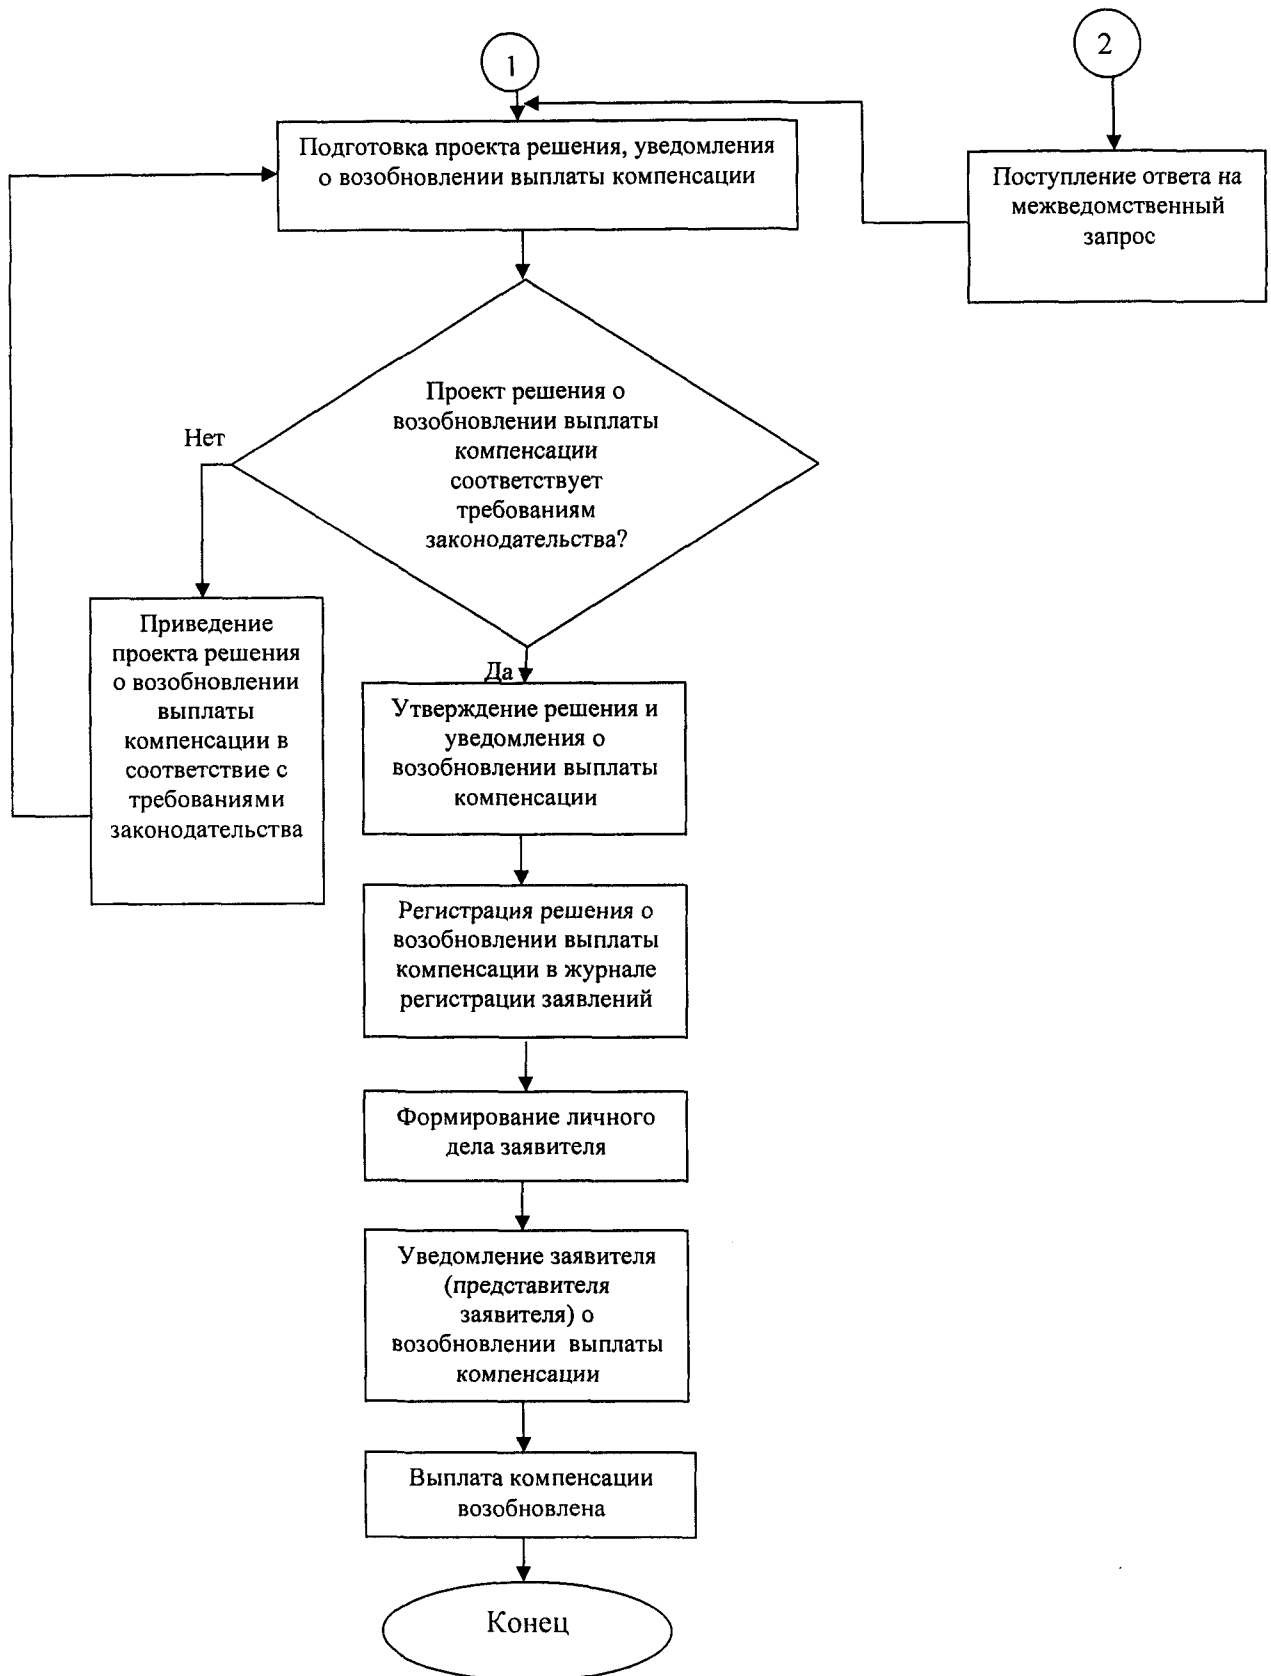 1
2
Подготовка проекта решения, уведомления
о возобновлении выплаты компенсации
Поступление ответа на
межведомственный
запрос
Проект решения о
возобновлении выплаты
компенсации
соответствует
требованиям
законодательства?
Нет
Приведение
проекта решения
о возобновлении
выплаты
компенсации в
соответствие с
требованиями
законодательства
Да
Утверждение решения и
уведомления о
возобновлении выплаты
компенсации
Регистрация решения о
возобновлении выплаты
компенсации в журнале
регистрации заявлений
Формирование личного
дела заявителя
Уведомление заявителя
(представителя
заявителя) о
возобновлении выплаты
компенсации
Выплата компенсации
возобновлена
Конец